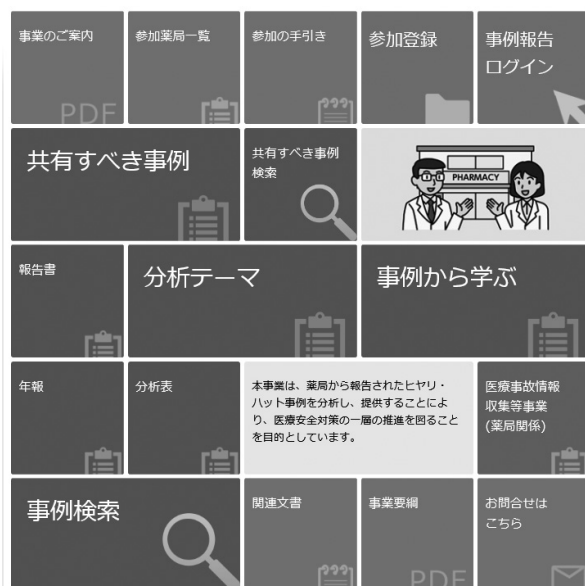 事業のご案内
PDF
参加薬局一覧
参加の手引き
参加登録
事例報告
ログイン
共有すべき事例
共有すべき事例
検索
PHARMACY
報告書
分析テーマ
事例から学ぶ
年報
分析表
本事業は、薬局から報告されたヒヤリ・
ハット事例を分析し、提供することによ
り、医療安全対策の一層の推進を図ること
を目的としています。
医療事故情報
収集等事業
(薬局関係)
事例検索
関連文書
事業要綱
PDF
お問合せは
こちら